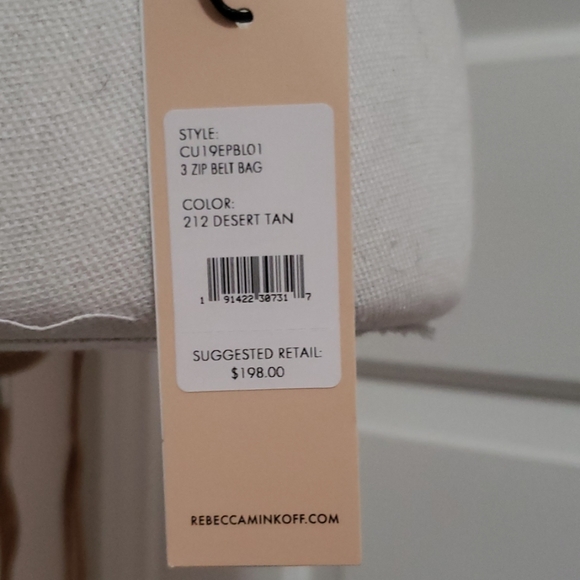 STYLE:
CU19EPBL01
3 ZIP BELT BAG
COLOR:
212 DESERT TAN
1 91422 30731 7
SUGGESTED RETAIL:
$198.00
REBECCAMINKOFF.COM